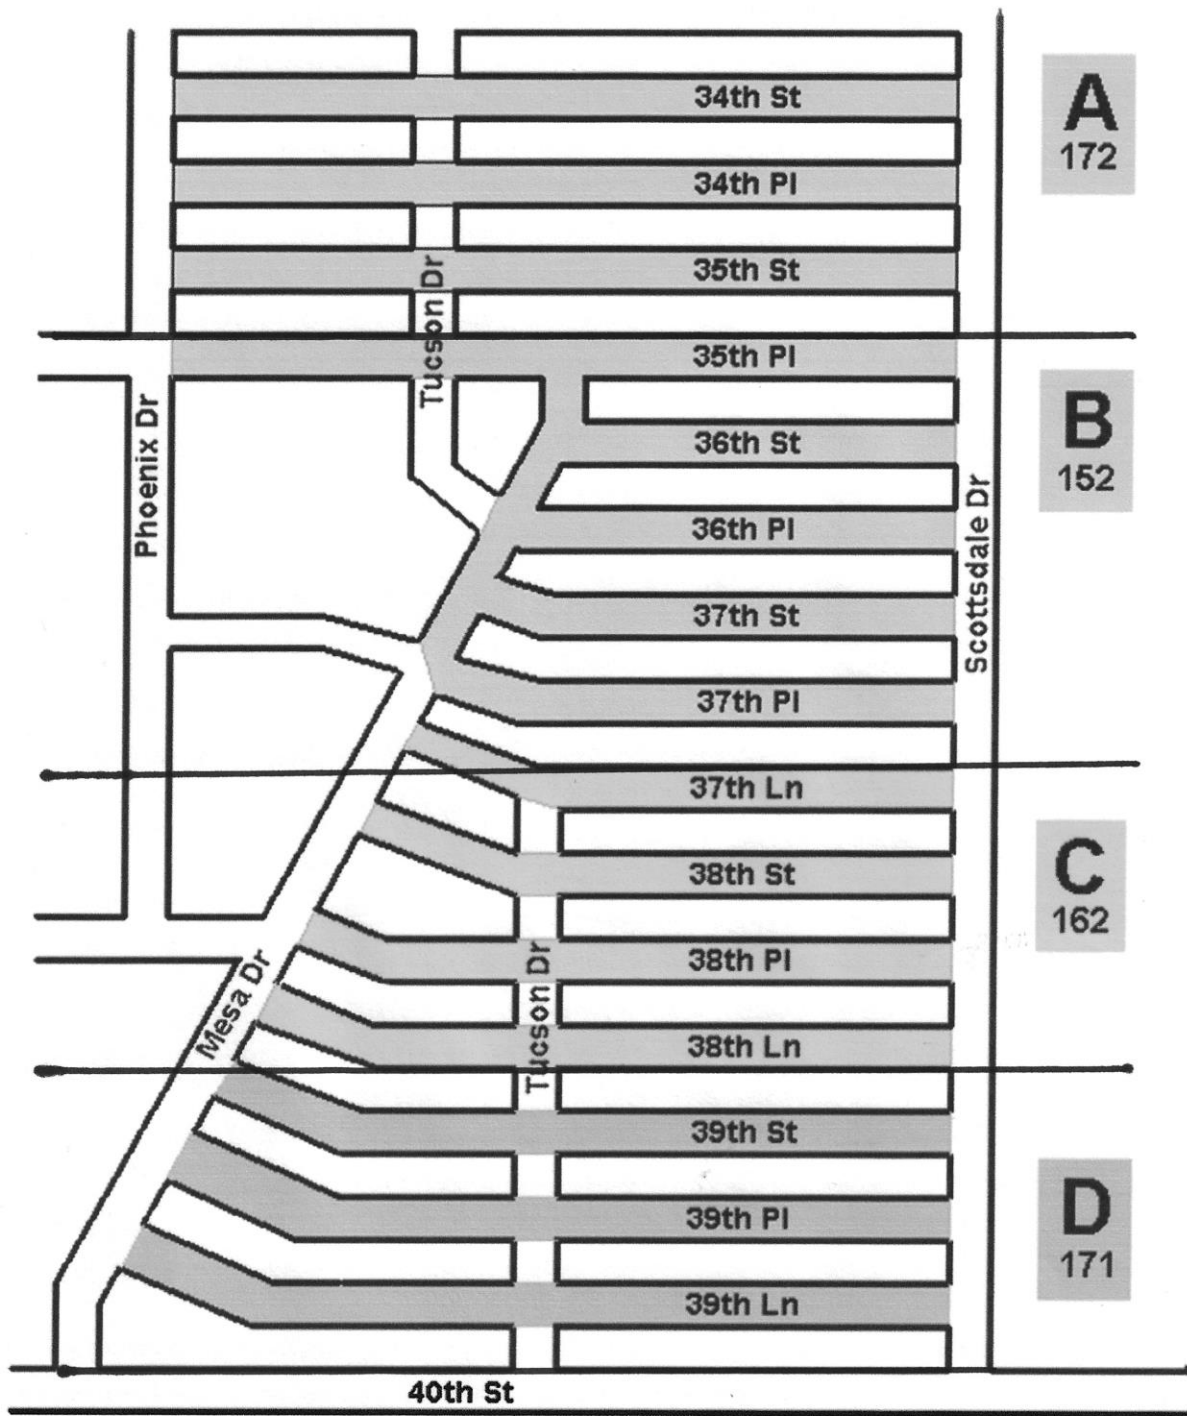 34th St
A
172
34th Pl
35th St
Tucson Dr
35th Pl
Phoenix Dr
B
152
36th St
36th Pl
Scottsdale Dr
37th St
37th Pl
37th Ln
C
162
38th St
38th Pl
Tucson Dr
Mesa Dr
38th Ln
39th St
D
171
39th Pl
39th Ln
40th St